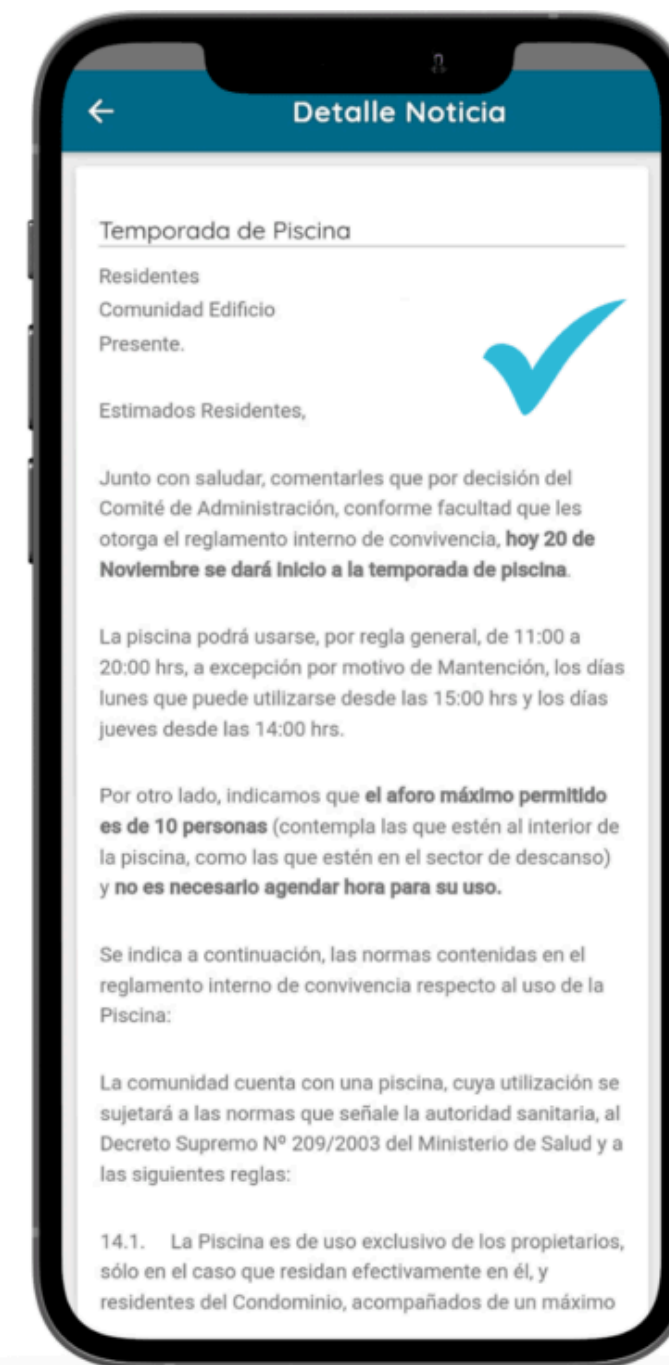 Detalle Noticia
Temporada de Piscina
Residentes
Comunidad Edificio
Presente.
Estimados Residentes,
Junto con saludar, comentarles que por decisión del
Comité de Administración, conforme facultad que les
otorga el reglamento interno de convivencia, hoy 20 de
Noviembre se dará inicio a la temporada de piscina.
La piscina podrá usarse, por regla general, de 11:00 a
20:00 hrs, a excepción por motivo de Mantención, los días
lunes que puede utilizarse desde las 15:00 hrs y los días
jueves desde las 14:00 hrs.
Por otro lado, indicamos que el aforo máximo permitido
es de 10 personas (contempla las que estén al interior de
la piscina, como las que estén en el sector de descanso)
y no es necesario agendar hora para su uso.
Se indica a continuación, las normas contenidas en el
reglamento interno de convivencia respecto al uso de la
Piscina:
La comunidad cuenta con una piscina, cuya utilización se
sujetará a las normas que señale la autoridad sanitaria, al
Decreto Supremo Nº 209/2003 del Ministerio de Salud y a
las siguientes reglas:
14.1. La Piscina es de uso exclusivo de los propietarios,
sólo en el caso que residan efectivamente en él, y
residentes del Condominio, acompañados de un máximo